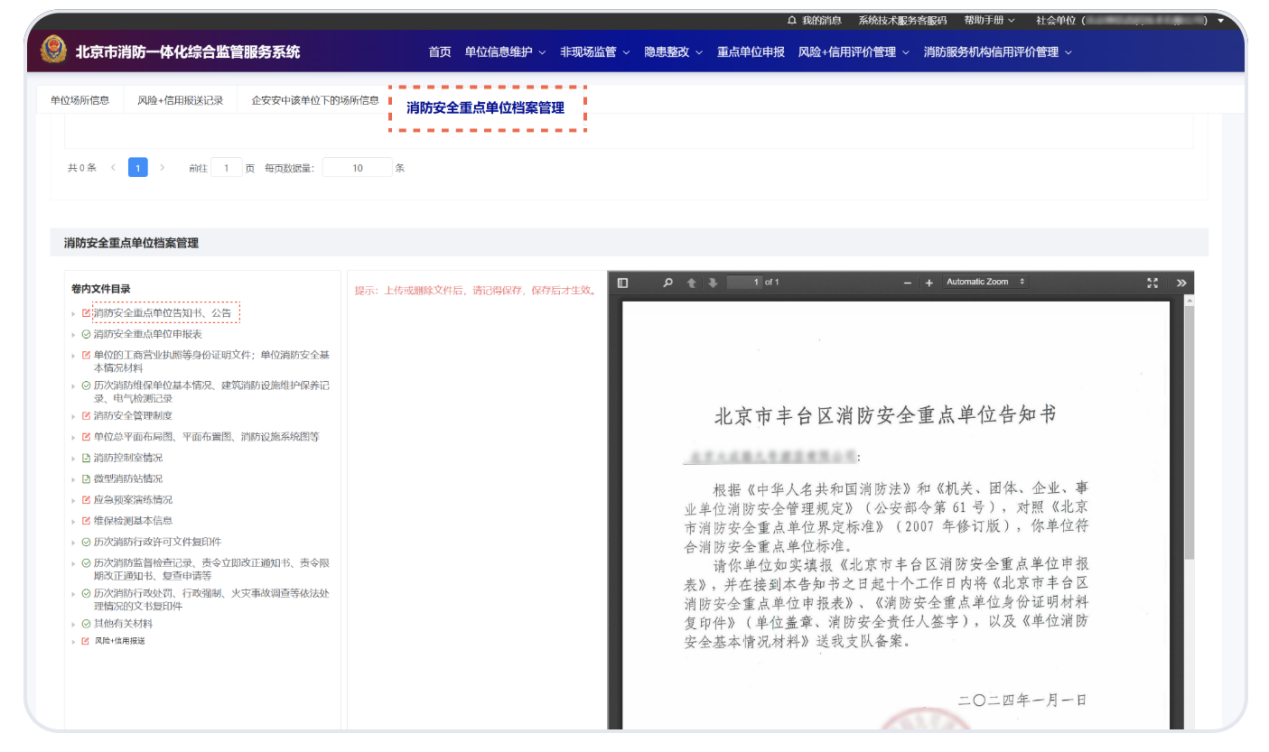 我的消息 系统技术服务客服码 帮助手册 社会单位 (
)
北京市消防一体化综合监管服务系统
首页 单位信息维护 非现场监管 隐患整改 重点单位申报 风险+信用评价管理 消防服务机构信用评价管理
单位场所信息 风险+信用报送记录 企安安中该单位下的场所信息 消防安全重点单位档案管理
共 0 条 1 前往 1 页 每页数据量: 10 条
消防安全重点单位档案管理
卷内文件目录
消防安全重点单位告知书、公告
消防安全重点单位申报表
单位的工商营业执照等身份证明文件; 单位消防安全基
本情况材料
历次消防维保单位基本情况、建筑消防设施维护保养记
录、电气检测记录
消防安全管理制度
单位总平面布局图、平面布置图、消防设施系统图等
消防控制室情况
微型消防站情况
应急预案演练情况
维保检测基本信息
历次消防行政许可文件复印件
历次消防监督检查记录、责令立即改正通知书、责令限
期改正通知书、复查申请等
历次消防行政处罚、行政强制、火灾事故调查等依法处
理情况的文书复印件
其他有关材料
风险+信用报送
提示: 上传或删除文件后, 请记得保存, 保存后才生效。
1 of 1 Automatic Zoom
北京市丰台区消防安全重点单位告知书
:
根据《中华人名共和国消防法》和《机关、团体、企业、事
业单位消防安全管理规定》(公安部令第 61 号), 对照《北京
市消防安全重点单位界定标准》(2007 年修订版), 你单位符
合消防安全重点单位标准。
请你单位如实填报《北京市丰台区消防安全重点单位申报
表》, 并在接到本告知书之日起十个工作日内将《北京市丰台区
消防安全重点单位申报表》、《消防安全重点单位身份证明材料
复印件》(单位盖章、消防安全责任人签字), 以及《单位消防
安全基本情况材料》送我支队备案。
二〇二四年一月一日